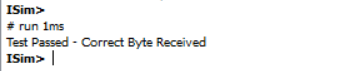 ISim>
# run 1ms
Test Passed - Correct Byte Received
ISim>